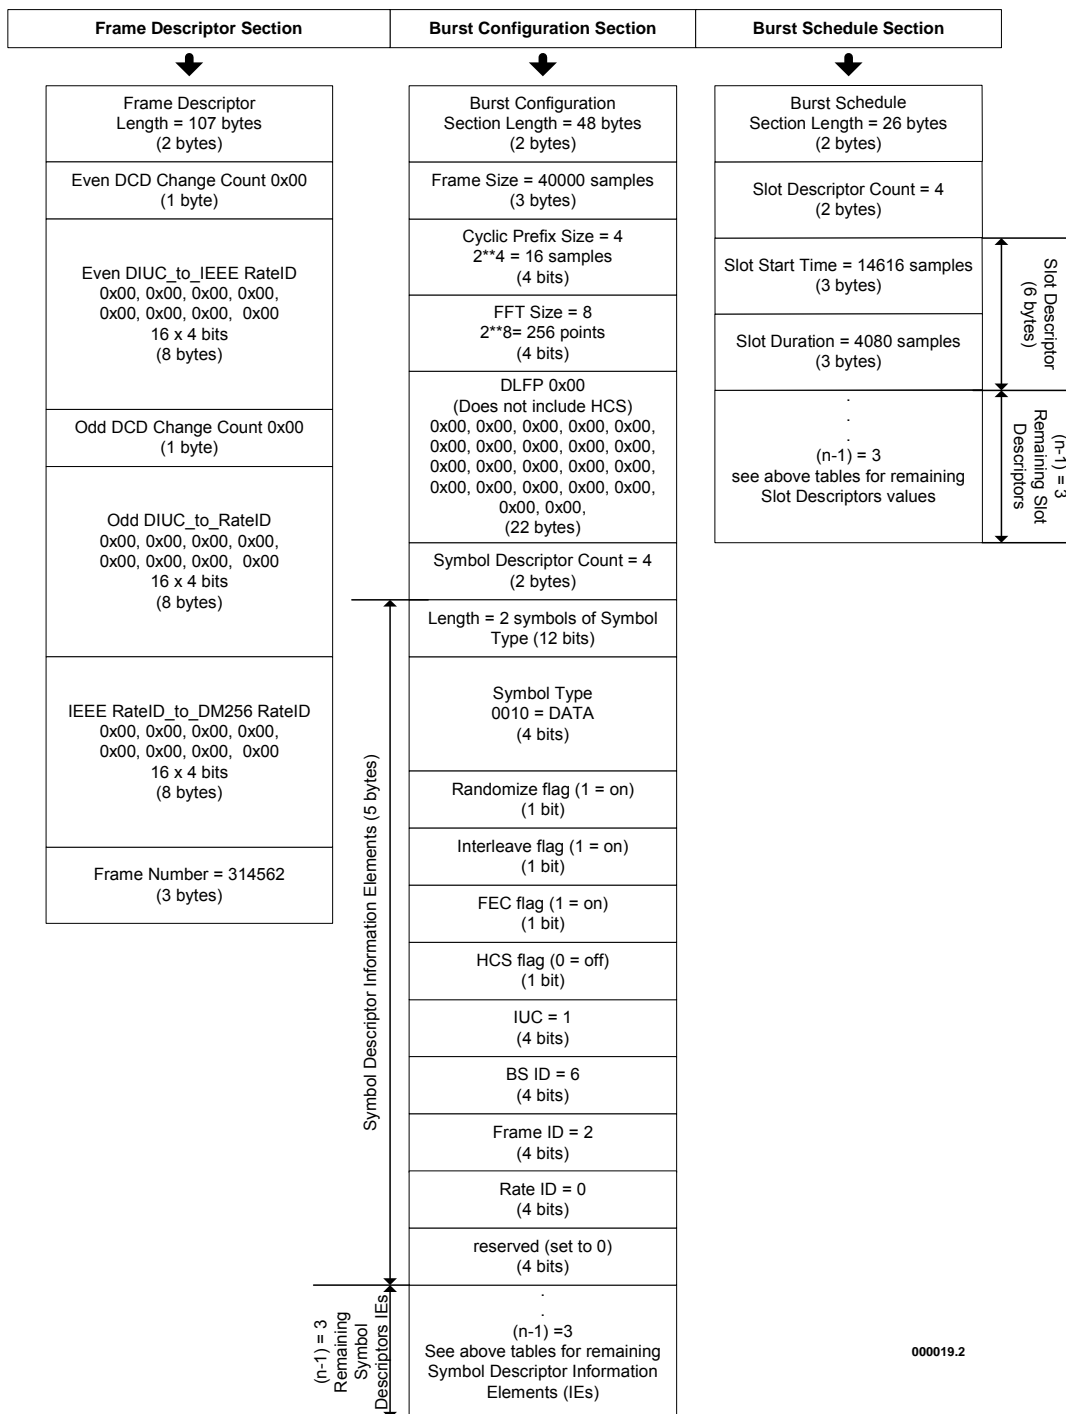 Frame Descriptor Section
Burst Configuration Section
Burst Schedule Section
Frame Descriptor
Length = 107 bytes
(2 bytes)
Even DCD Change Count 0x00
(1 byte)
Even DIUC_to_IEEE RateID
0x00, 0x00, 0x00, 0x00,
0x00, 0x00, 0x00, 0x00
16 x 4 bits
(8 bytes)
Odd DCD Change Count 0x00
(1 byte)
Odd DIUC_to_RateID
0x00, 0x00, 0x00, 0x00,
0x00, 0x00, 0x00, 0x00
16 x 4 bits
(8 bytes)
IEEE RateID_to_DM256 RateID
0x00, 0x00, 0x00, 0x00,
0x00, 0x00, 0x00, 0x00
16 x 4 bits
(8 bytes)
Frame Number = 314562
(3 bytes)
Burst Configuration
Section Length = 48 bytes
(2 bytes)
Frame Size = 40000 samples
(3 bytes)
Cyclic Prefix Size = 4
2**4 = 16 samples
(4 bits)
FFT Size = 8
2**8= 256 points
(4 bits)
DLFP 0x00
(Does not include HCS)
0x00, 0x00, 0x00, 0x00, 0x00,
0x00, 0x00, 0x00, 0x00, 0x00,
0x00, 0x00, 0x00, 0x00, 0x00,
0x00, 0x00, 0x00, 0x00, 0x00,
0x00, 0x00,
(22 bytes)
Symbol Descriptor Count = 4
(2 bytes)
Length = 2 symbols of Symbol
Type (12 bits)
Symbol Type
0010 = DATA
(4 bits)
Randomize flag (1 = on)
(1 bit)
Interleave flag (1 = on)
(1 bit)
FEC flag (1 = on)
(1 bit)
HCS flag (0 = off)
(1 bit)
IUC = 1
(4 bits)
BS ID = 6
(4 bits)
Frame ID = 2
(4 bits)
Rate ID = 0
(4 bits)
reserved (set to 0)
(4 bits)
.
.
(n-1) =3
See above tables for remaining
Symbol Descriptor Information
Elements (IEs)
Symbol Descriptor Information Elements (5 bytes)
(n-1) = 3
Remaining
Symbol
Descriptors IEs
Burst Schedule
Section Length = 26 bytes
(2 bytes)
Slot Descriptor Count = 4
(2 bytes)
Slot Start Time = 14616 samples
(3 bytes)
Slot Duration = 4080 samples
(3 bytes)
.
.
.
(n-1) = 3
see above tables for remaining
Slot Descriptors values
Slot Descriptor
(6 bytes)
(n-1) = 3
Remaining Slot
Descriptors
000019.2